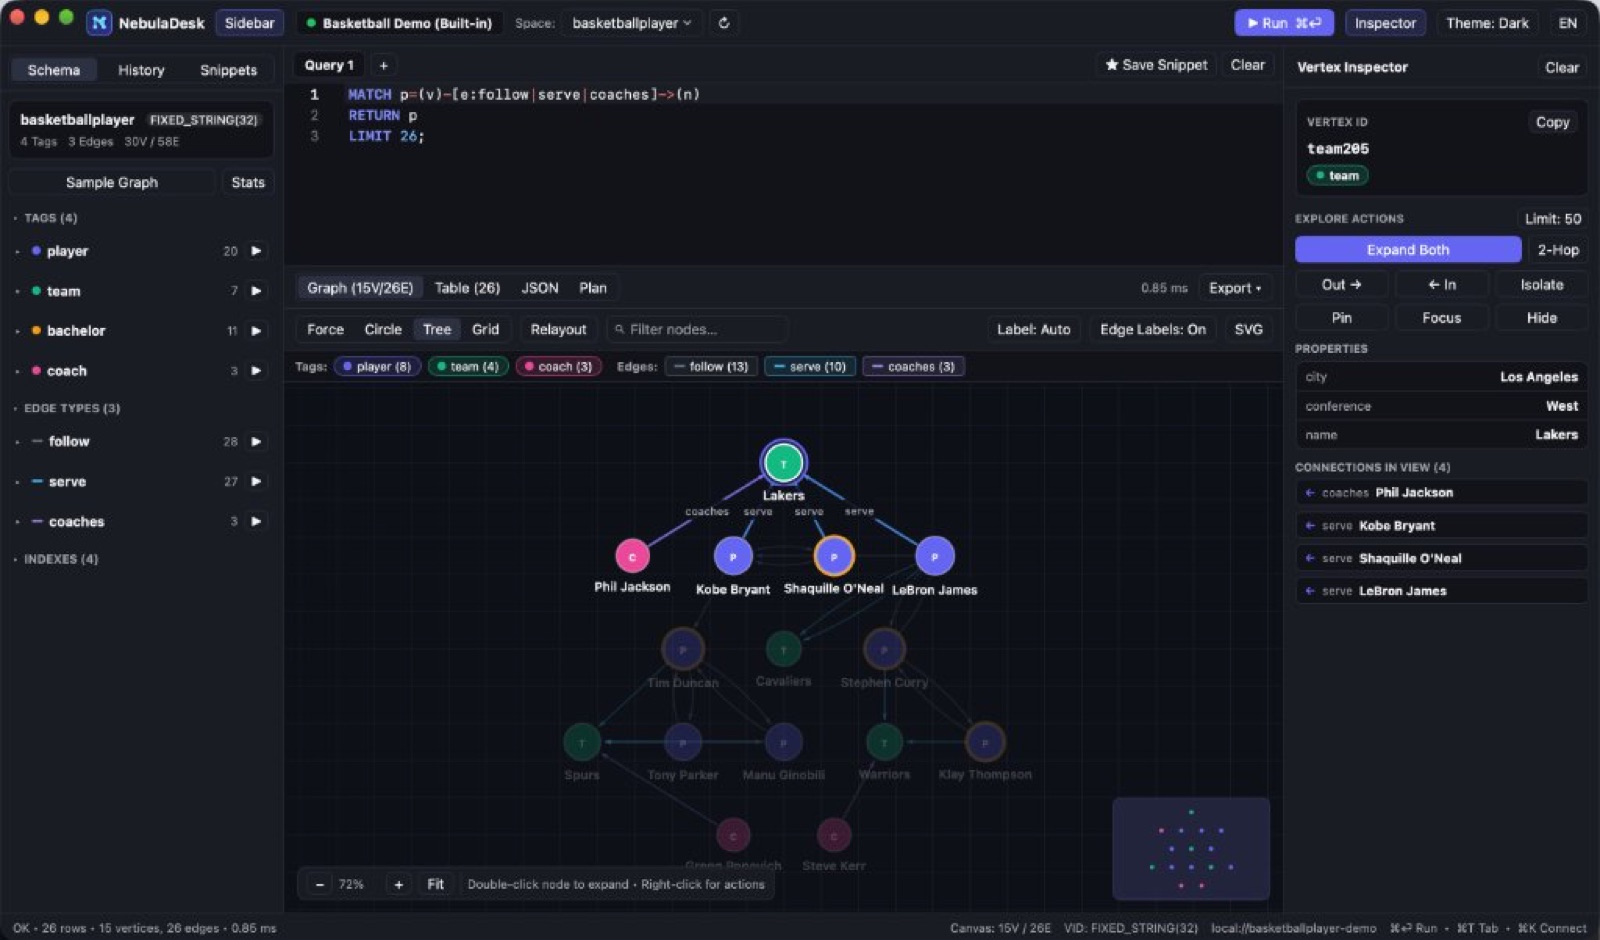 NebulaDesk Sidebar Basketball Demo (Built-in) Space: basketballplayer Run ⌘⏎ Inspector Theme: Dark EN
Schema History Snippets
basketballplayer FIXED_STRING(32)
4 Tags 3 Edges 30V / 58E
Sample Graph Stats
TAGS (4)
player 20
team 7
bachelor 11
coach 3
EDGE TYPES (3)
follow 28
serve 27
coaches 3
INDEXES (4)
Query 1 + ★ Save Snippet Clear
1 MATCH p=(v)-[e:follow|serve|coaches]->(n)
2 RETURN p
3 LIMIT 26;
Graph (15V/26E) Table (26) JSON Plan 0.85 ms Export
Force Circle Tree Grid Relayout Filter nodes... Label: Auto Edge Labels: On SVG
Tags: player (8) team (4) coach (3) Edges: follow (13) serve (10) coaches (3)
T
Lakers
coaches serve serve serve
C P P P
Phil Jackson Kobe Bryant Shaquille O'Neal LeBron James
P T P
Tim Duncan Cavaliers Stephen Curry
T P P T P
Spurs Tony Parker Manu Ginobili Warriors Klay Thompson
C C
Gregg Popovich Steve Kerr
− 72% + Fit Double-click node to expand • Right-click for actions
Vertex Inspector Clear
VERTEX ID Copy
team205
team
EXPLORE ACTIONS Limit: 50
Expand Both 2-Hop
Out → ← In Isolate
Pin Focus Hide
PROPERTIES
city Los Angeles
conference West
name Lakers
CONNECTIONS IN VIEW (4)
← coaches Phil Jackson
← serve Kobe Bryant
← serve Shaquille O'Neal
← serve LeBron James
OK • 26 rows • 15 vertices, 26 edges • 0.85 ms Canvas: 15V / 26E VID: FIXED_STRING(32) local://basketballplayer-demo ⌘⏎ Run • ⌘T Tab • ⌘K Connect